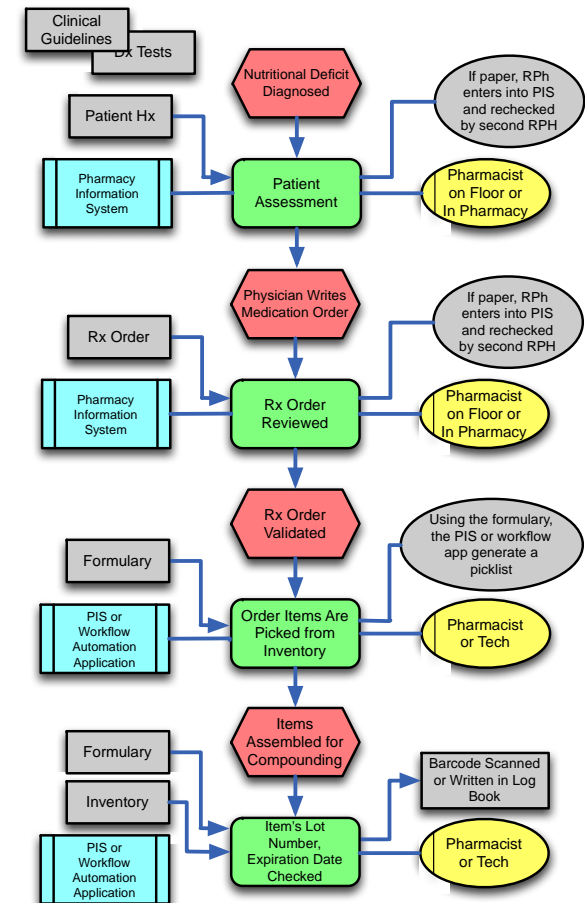 Clinical
Guidelines
Dx Tests
Nutritional Deficit
Diagnosed
If paper, RPh
enters into PIS
and rechecked
by second RPH
Patient Hx
Pharmacy
Information
System
Patient
Assessment
Pharmacist
on Floor or
In Pharmacy
Physician Writes
Medication Order
If paper, RPh
enters into PIS
and rechecked
by second RPH
Rx Order
Pharmacy
Information
System
Rx Order
Reviewed
Pharmacist
on Floor or
In Pharmacy
Rx Order
Validated
Using the formulary,
the PIS or workflow
app generate a
picklist
Formulary
PIS or
Workflow
Automation
Application
Order Items Are
Picked from
Inventory
Pharmacist
or Tech
Items
Assembled for
Compounding
Formulary
Barcode Scanned
or Written in Log
Book
Inventory
PIS or
Workflow
Automation
Application
Item's Lot
Number,
Expiration Date
Checked
Pharmacist
or Tech